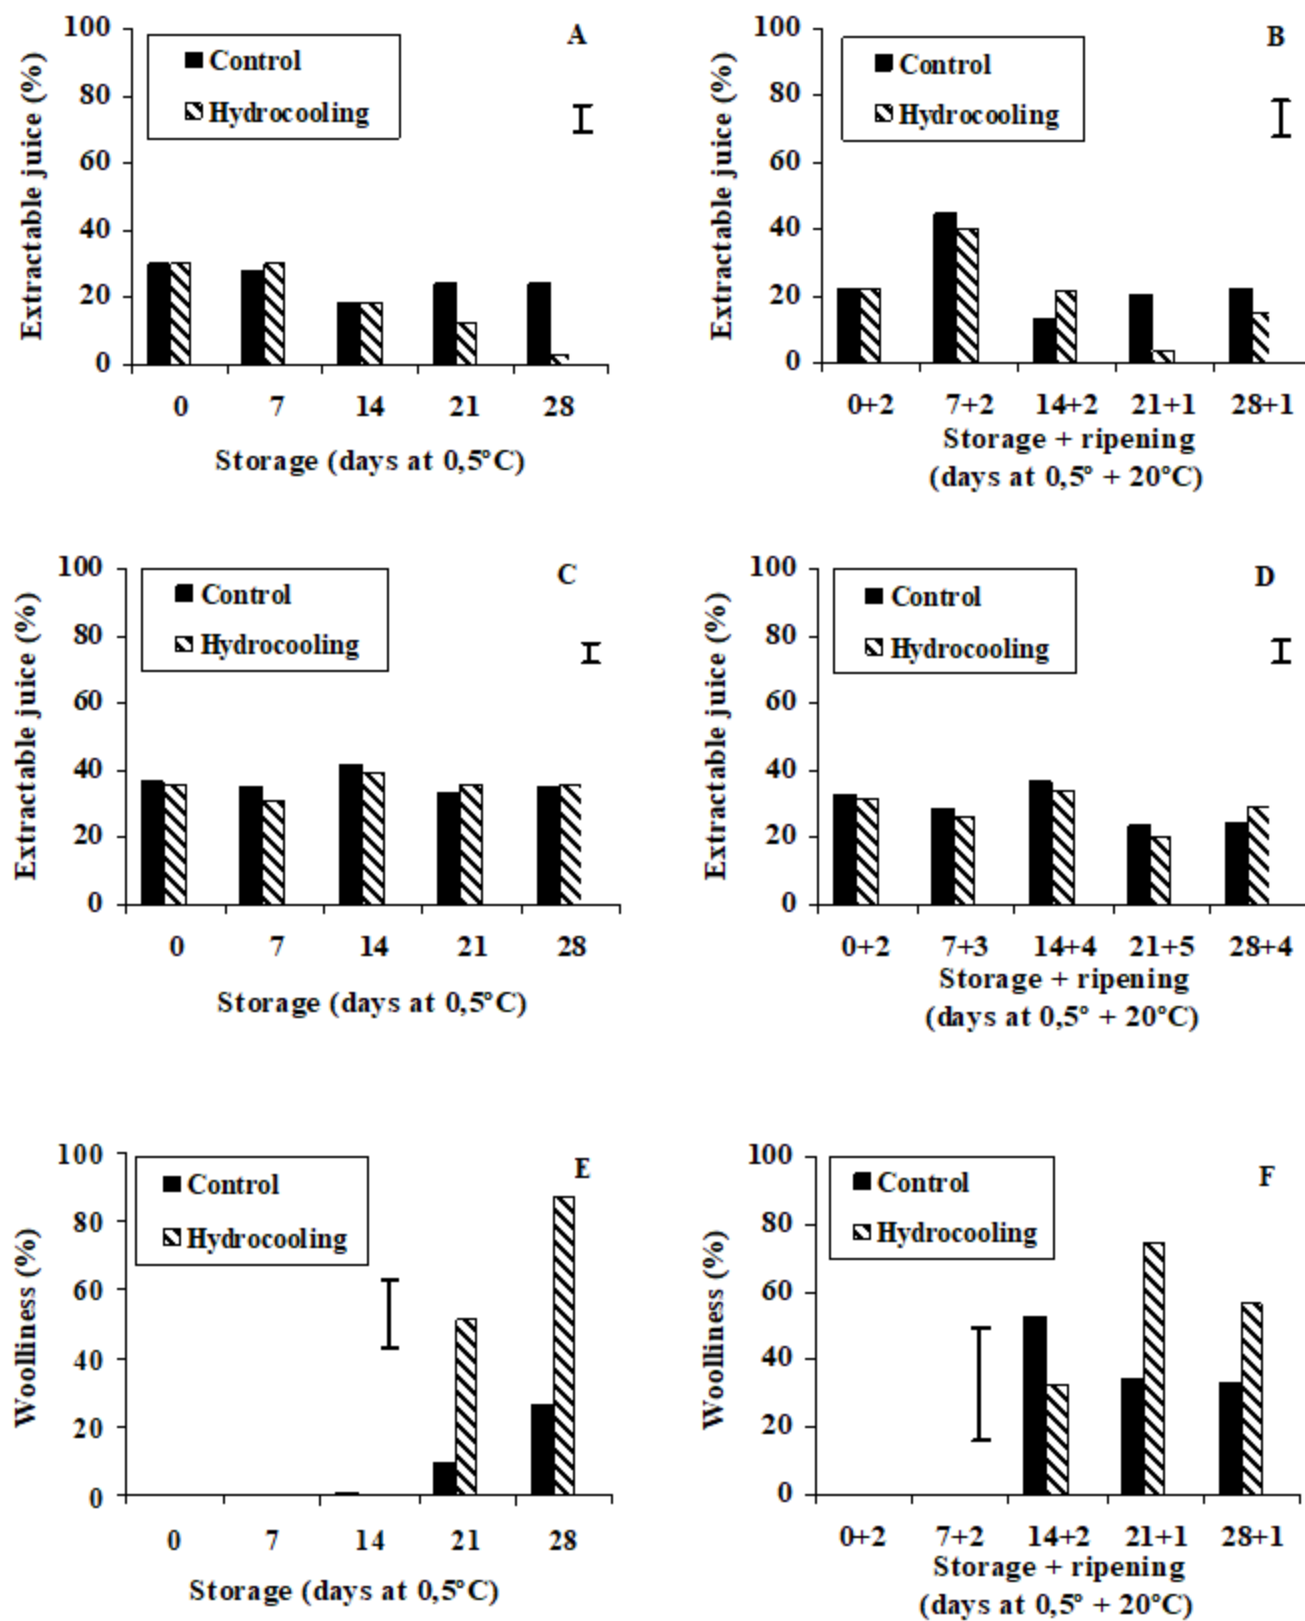 A
Extractable juice (%)
100
80
60
40
20
0
Control
Hydrocooling
0 7 14 21 28
Storage (days at 0,5°C)
B
Extractable juice (%)
100
80
60
40
20
0
Control
Hydrocooling
0+2 7+2 14+2 21+1 28+1
Storage + ripening
(days at 0,5° + 20°C)
C
Extractable juice (%)
100
80
60
40
20
0
Control
Hydrocooling
0 7 14 21 28
Storage (days at 0,5°C)
D
Extractable juice (%)
100
80
60
40
20
0
Control
Hydrocooling
0+2 7+3 14+4 21+5 28+4
Storage + ripening
(days at 0,5° + 20°C)
E
Woolliness (%)
100
80
60
40
20
0
Control
Hydrocooling
0 7 14 21 28
Storage (days at 0,5°C)
F
Woolliness (%)
100
80
60
40
20
0
Control
Hydrocooling
0+2 7+2 14+2 21+1 28+1
Storage + ripening
(days at 0,5° + 20°C)